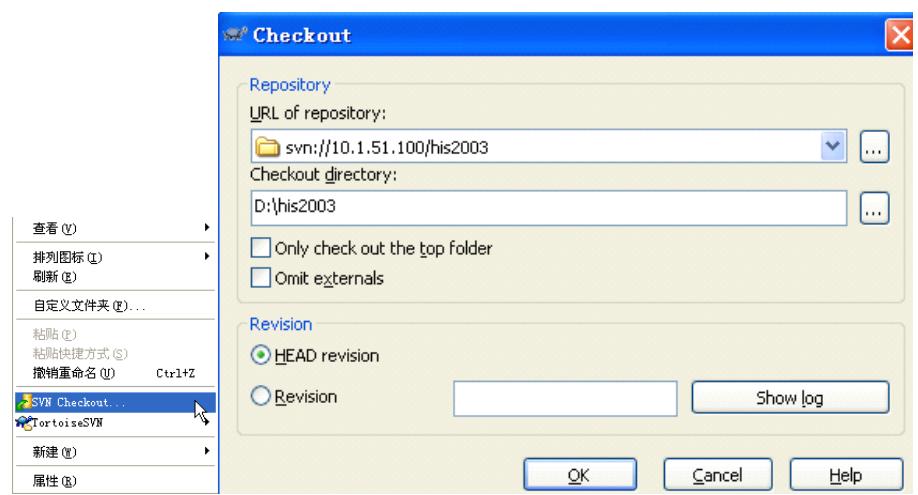 查看(V)
排列图标(I)
刷新(E)
自定义文件夹(F)...
粘贴(P)
粘贴快捷方式(S)
撤销重命名(U) Ctrl+Z
SVN Checkout...
TortoiseSVN
新建(W)
属性(R)
Checkout
Repository
URL of repository:
svn://10.1.51.100/his2003
...
Checkout directory:
D:\his2003
...
Only check out the top folder
Omit externals
Revision
HEAD revision
Revision
Show log
OK Cancel Help